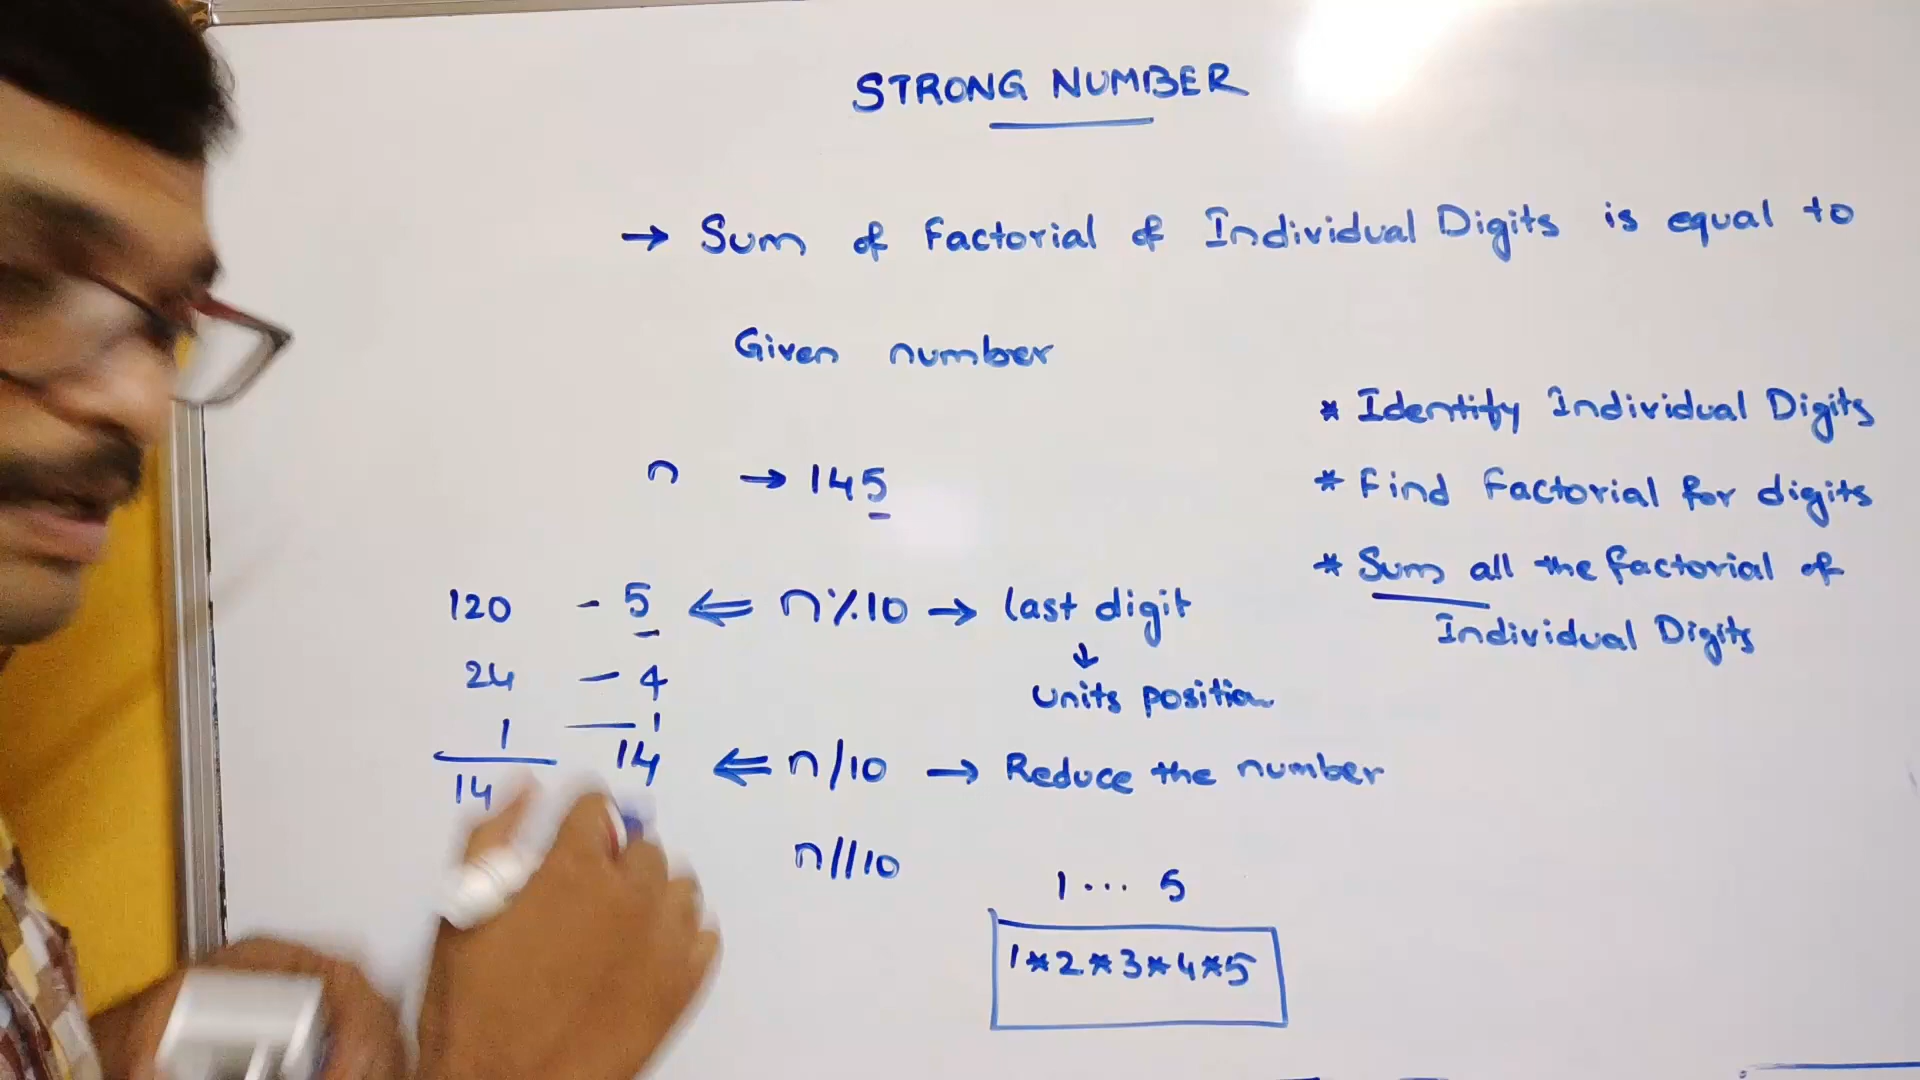 STRONG NUMBER
→ Sum of Factorial of Individual Digits is equal to
Given number
n → 145
* Identify Individual Digits
* Find Factorial for digits
* Sum all the factorial of
Individual Digits
120 - 5 ⇐ n%10 → last digit
↓
24 — 4
units position
1 — 1
14 ⇐ n/10 → Reduce the number
14
n//10
1 ... 5
1*2*3*4*5